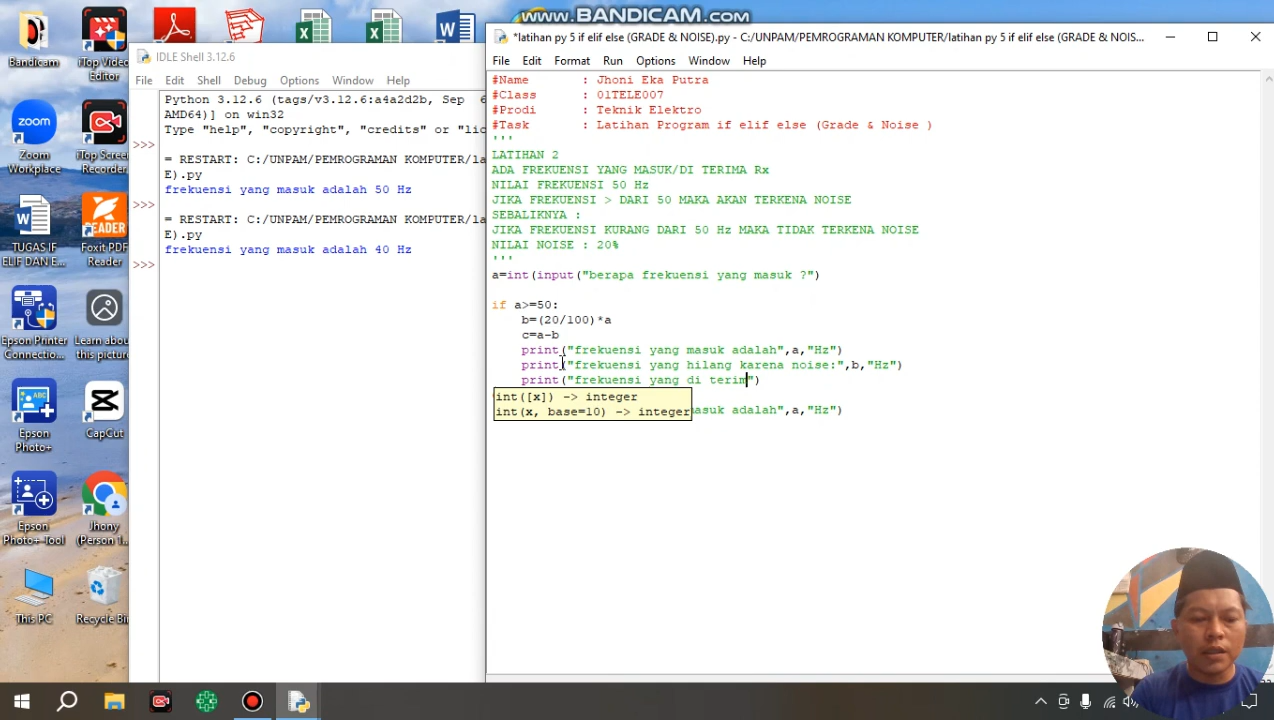 www.BANDICAM.com
Bandicam
iTop Video
Editor
zoom
Zoom
Workplace
iTop Screen
Recorder
TUGAS IF
ELIF DAN E...
READER
Foxit PDF
Reader
Epson Printer
Connectio...
Learn about
this picture
Epson
Photo+
CapCut
Epson
Photo+ Tool
Jhony
(Person 1...
This PC
Recycle Bin
IDLE Shell 3.12.6
File Edit Shell Debug Options Window Help
Python 3.12.6 (tags/v3.12.6:a4a2d2b, Sep 6
AMD64)] on win32
Type "help", "copyright", "credits" or "lic
>>>
= RESTART: C:/UNPAM/PEMROGRAMAN KOMPUTER/la
E).py
frekuensi yang masuk adalah 50 Hz
>>>
= RESTART: C:/UNPAM/PEMROGRAMAN KOMPUTER/la
E).py
frekuensi yang masuk adalah 40 Hz
>>>
*latihan py 5 if elif else (GRADE & NOISE).py - C:/UNPAM/PEMROGRAMAN KOMPUTER/latihan py 5 if elif else (GRADE & NOIS...
File Edit Format Run Options Window Help
#Name : Jhoni Eka Putra
#Class : 01TELE007
#Prodi : Teknik Elektro
#Task : Latihan Program if elif else (Grade & Noise )
'''
LATIHAN 2
ADA FREKUENSI YANG MASUK/DI TERIMA Rx
NILAI FREKUENSI 50 Hz
JIKA FREKUENSI > DARI 50 MAKA AKAN TERKENA NOISE
SEBALIKNYA :
JIKA FREKUENSI KURANG DARI 50 Hz MAKA TIDAK TERKENA NOISE
NILAI NOISE : 20%
'''
a=int(input("berapa frekuensi yang masuk ?")
if a>=50:
b=(20/100)*a
c=a-b
print("frekuensi yang masuk adalah",a,"Hz")
print("frekuensi yang hilang karena noise:",b,"Hz")
print("frekuensi yang di terim")
int([x]) -> integer
int(x, base=10) -> integer
masuk adalah",a,"Hz")